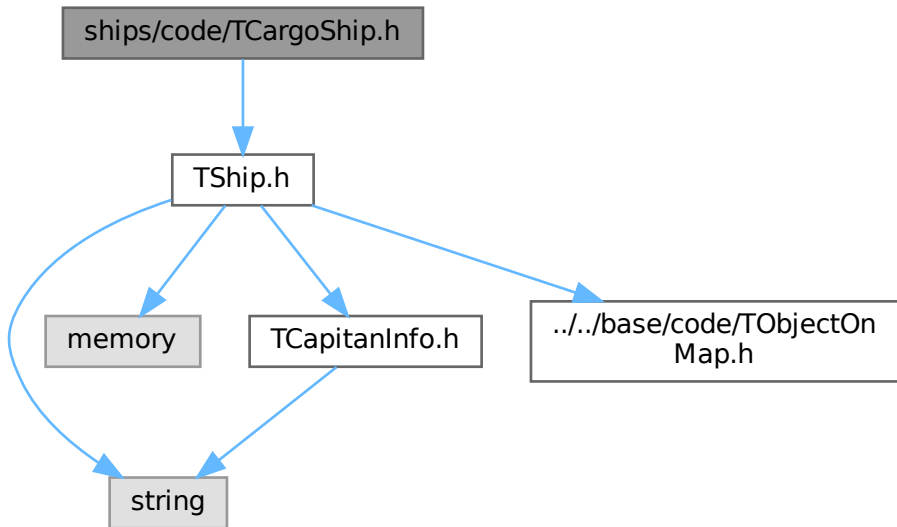 ships/code/TCargoShip.h
TShip.h
memory
TCapitanInfo.h
../../base/code/TObjectOn
Map.h
string